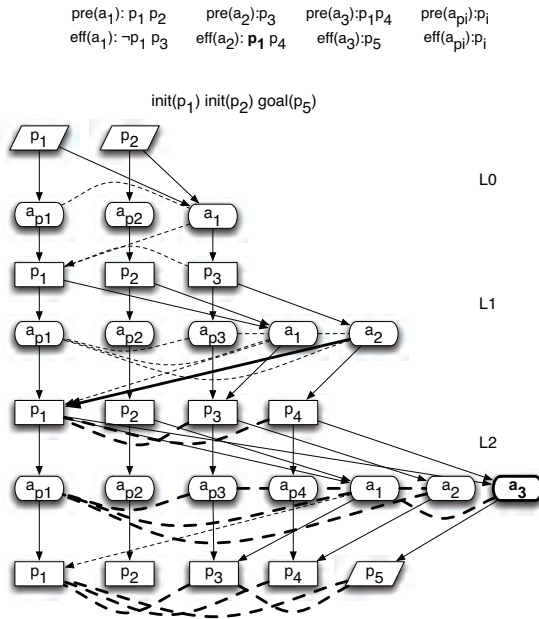 pre(a1): p1 p2 pre(a2):p3 pre(a3):p1p4 pre(api):pi
eff(a1): ¬p1 p3 eff(a2): p1 p4 eff(a3):p5 eff(api):pi
init(p1) init(p2) goal(p5)
p1 p2
L0
ap1 ap2 a1
p1 p2 p3
L1
ap1 ap2 ap3 a1 a2
p1 p2 p3 p4
L2
ap1 ap2 ap3 ap4 a1 a2 a3
p1 p2 p3 p4 p5